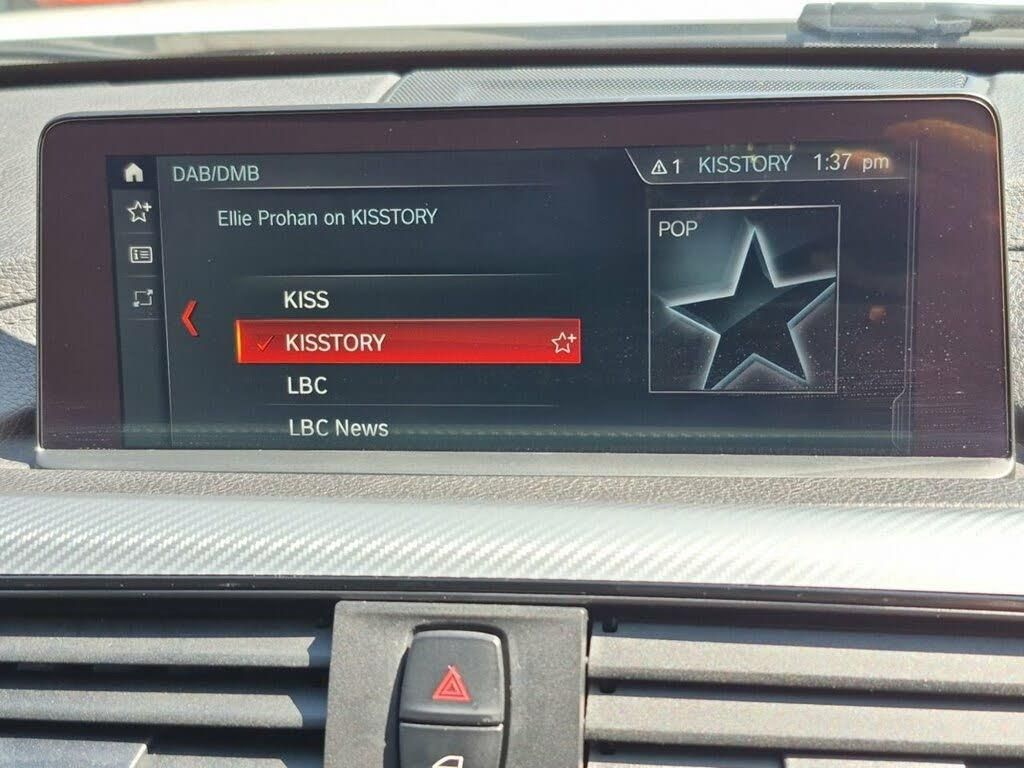 DAB/DMB
1 KISSTORY 1:37 pm
Ellie Prohan on KISSTORY
POP
KISS
KISSTORY
LBC
LBC News